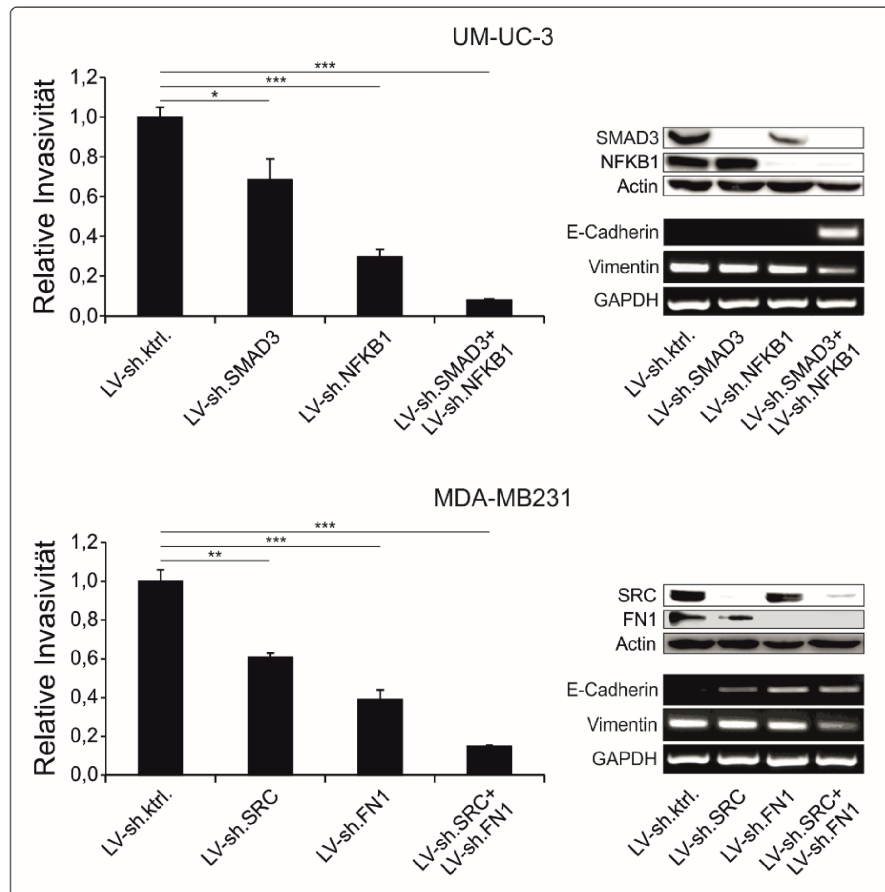 UM-UC-3
Relative Invasivität
1,2
1,0
0,8
0,6
0,4
0,2
0,0
***
***
*
LV-sh.ktrl.
LV-sh.SMAD3
LV-sh.NFKB1
LV-sh.SMAD3+
LV-sh.NFKB1
SMAD3
NFKB1
Actin
E-Cadherin
Vimentin
GAPDH
LV-sh.ktrl.
LV-sh.SMAD3
LV-sh.NFKB1
LV-sh.SMAD3+
LV-sh.NFKB1
MDA-MB231
Relative Invasivität
1,2
1,0
0,8
0,6
0,4
0,2
0,0
***
***
**
LV-sh.ktrl.
LV-sh.SRC
LV-sh.FN1
LV-sh.SRC+
LV-sh.FN1
SRC
FN1
Actin
E-Cadherin
Vimentin
GAPDH
LV-sh.ktrl.
LV-sh.SRC
LV-sh.FN1
LV-sh.SRC+
LV-sh.FN1